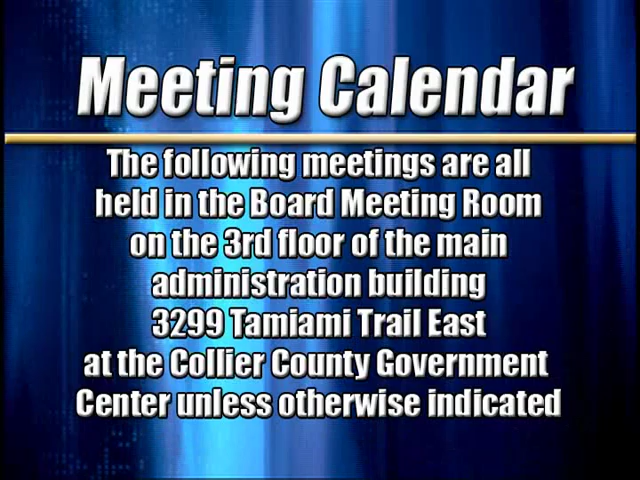 Meeting Calendar
The following meetings are all
held in the Board Meeting Room
on the 3rd floor of the main
administration building
3299 Tamiami Trail East
at the Collier County Government
Center unless otherwise indicated